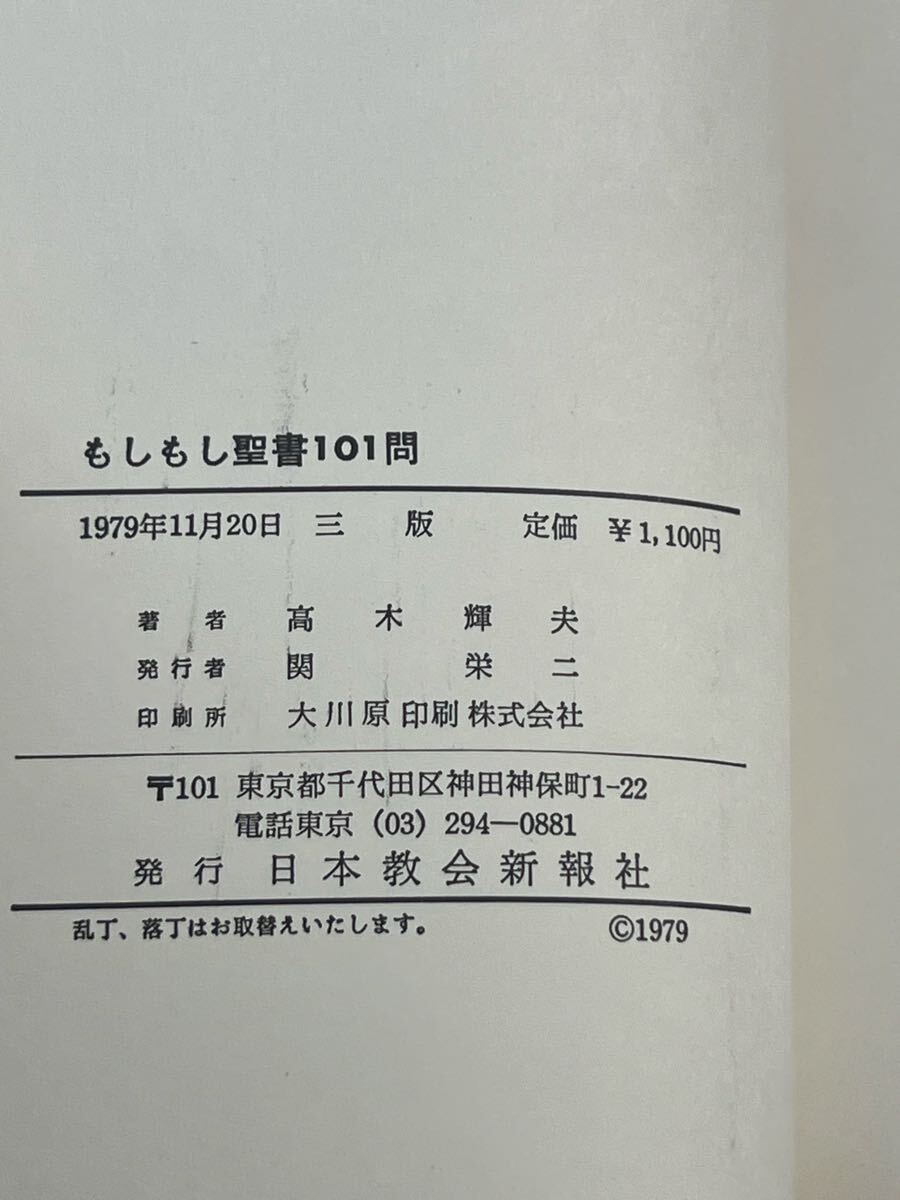 もしもし聖書101問
1979年11月20日 三 版 定価 ￥1,100円
著 者 高 木 輝 夫
発行者 関 栄 二
印刷所 大川原印刷株式会社
〒101 東京都千代田区神田神保町1-22
電話東京 (03) 294―0881
発 行 日本教会新報社
乱丁、落丁はお取替えいたします。 ©1979